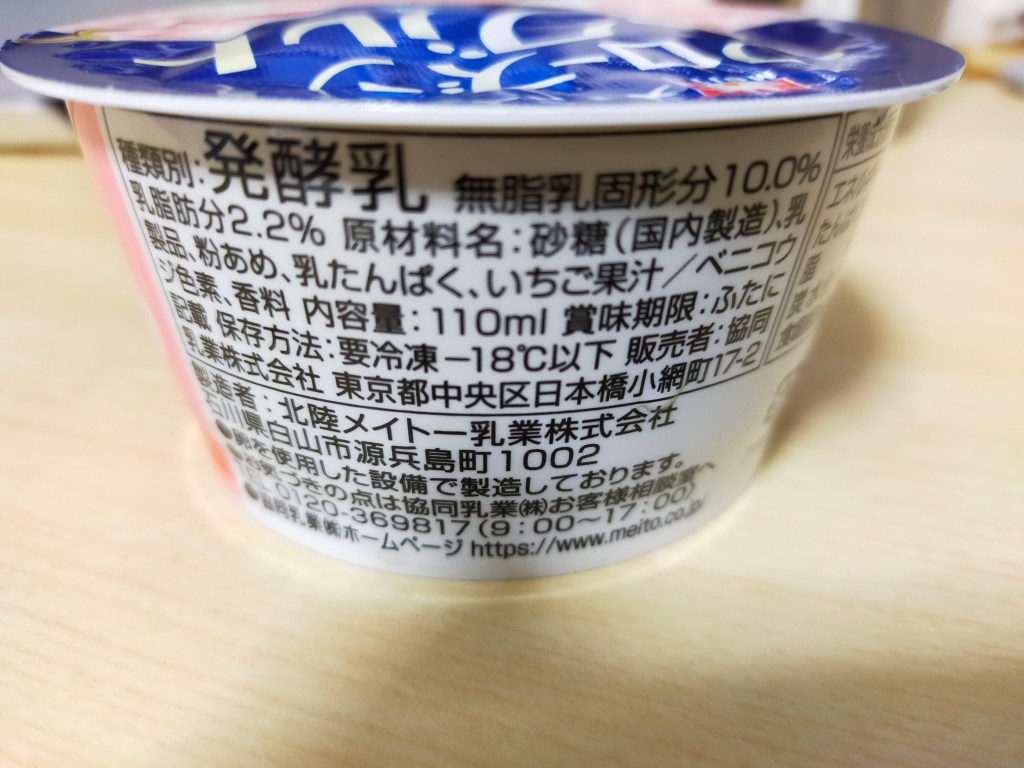 種類別:発酵乳 無脂乳固形分10.0%
乳脂肪分2.2% 原材料名:砂糖(国内製造)、乳
製品、粉あめ、乳たんぱく、いちご果汁/ベニコウ
ジ色素、香料 内容量:110ml 賞味期限:ふたに
記載 保存方法:要冷凍-18℃以下 販売者:協同
乳業株式会社 東京都中央区日本橋小網町17-2
製造者:北陸メイトー乳業株式会社
石川県白山市源兵島町1002
●卵を使用した設備で製造しております。
の点は協同乳業㈱お客様相談室へ
0120-369817(9:00〜17:00)
●協同乳業㈱ホームページ https://www.meito.co.jp/